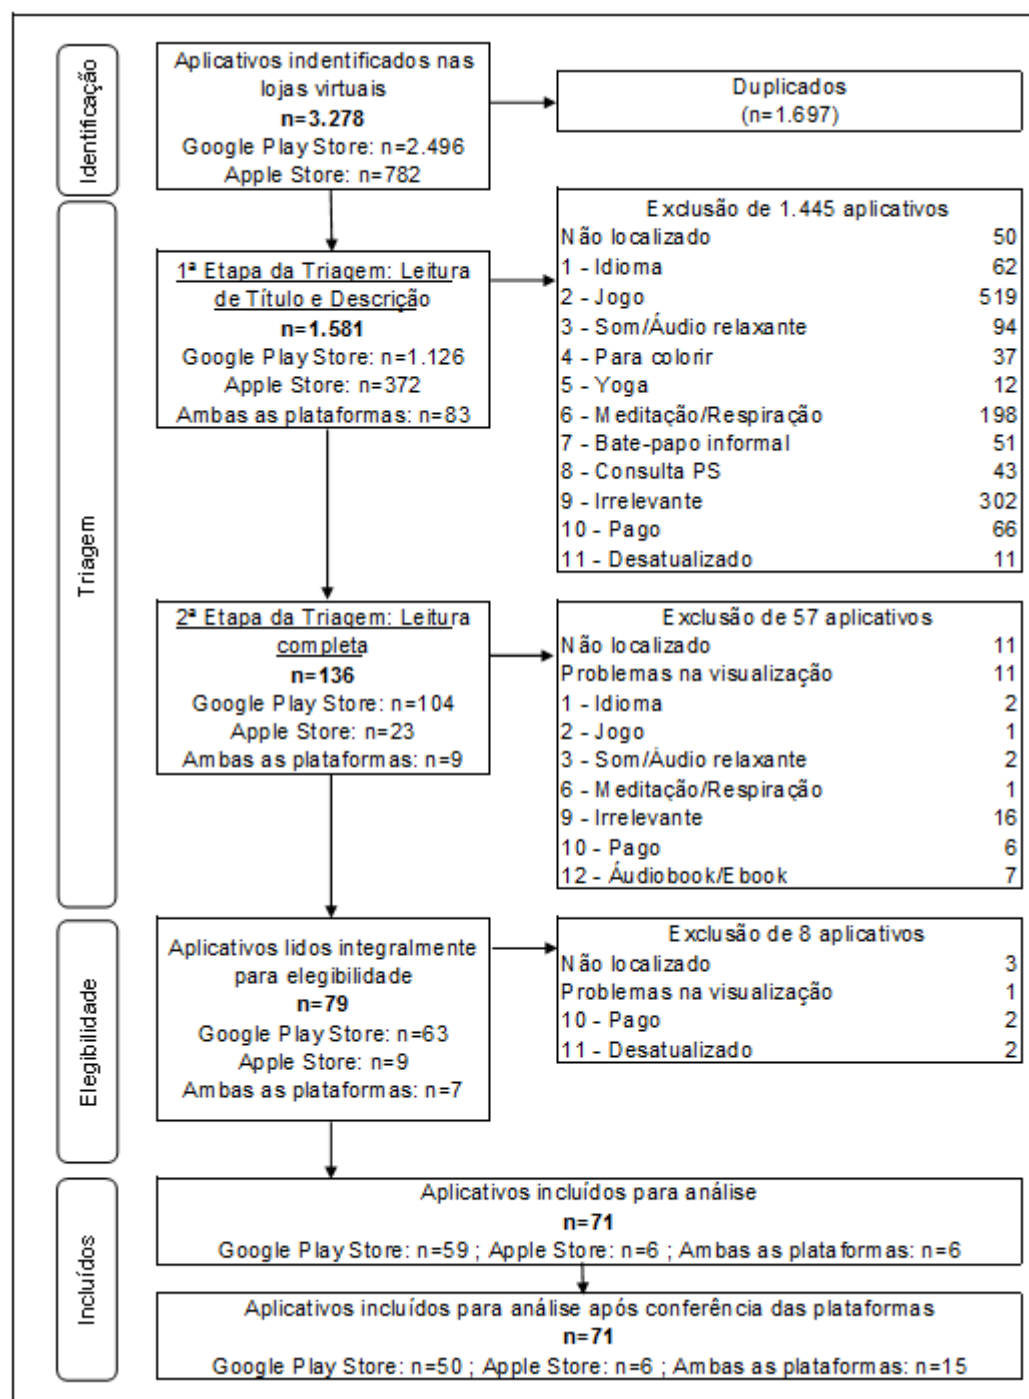 Identificação
Aplicativos indentificados nas
lojas virtuais
n=3.278
Google Play Store: n=2.496
Apple Store: n=782
Duplicados
(n=1.697)
Triagem
1ª Etapa da Triagem: Leitura
de Título e Descrição
n=1.581
Google Play Store: n=1.126
Apple Store: n=372
Ambas as plataformas: n=83
Exclusão de 1.445 aplicativos
Não localizado 50
1 - Idioma 62
2 - Jogo 519
3 - Som/Áudio relaxante 94
4 - Para colorir 37
5 - Yoga 12
6 - Meditação/Respiração 198
7 - Bate-papo informal 51
8 - Consulta PS 43
9 - Irrelevante 302
10 - Pago 66
11 - Desatualizado 11
2ª Etapa da Triagem: Leitura
completa
n=136
Google Play Store: n=104
Apple Store: n=23
Ambas as plataformas: n=9
Exclusão de 57 aplicativos
Não localizado 11
Problemas na visualização 11
1 - Idioma 2
2 - Jogo 1
3 - Som/Áudio relaxante 2
6 - Meditação/Respiração 1
9 - Irrelevante 16
10 - Pago 6
12 - Áudiobook/Ebook 7
Elegibilidade
Aplicativos lidos integralmente
para elegibilidade
n=79
Google Play Store: n=63
Apple Store: n=9
Ambas as plataformas: n=7
Exclusão de 8 aplicativos
Não localizado 3
Problemas na visualização 1
10 - Pago 2
11 - Desatualizado 2
Incluídos
Aplicativos incluídos para análise
n=71
Google Play Store: n=59 ; Apple Store: n=6 ; Ambas as plataformas: n=6
Aplicativos incluídos para análise após conferência das plataformas
n=71
Google Play Store: n=50 ; Apple Store: n=6 ; Ambas as plataformas: n=15